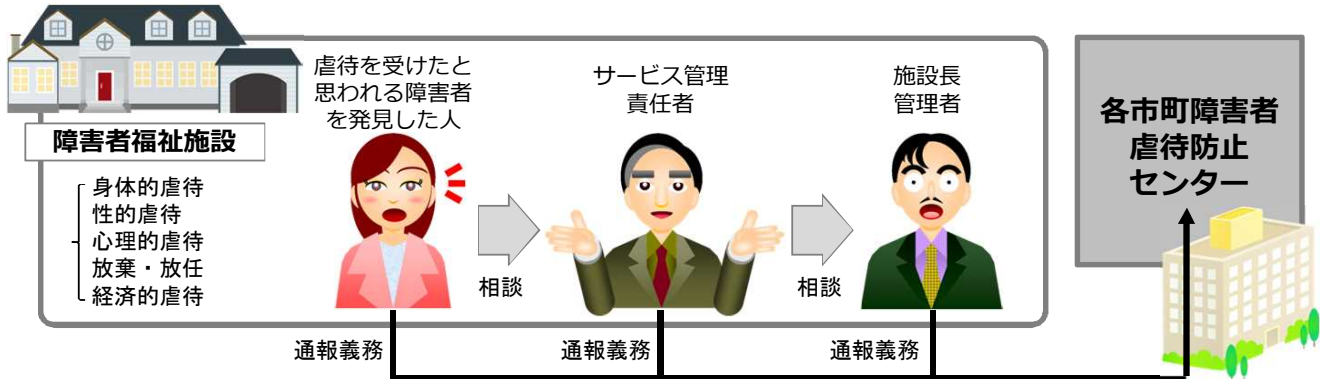 障害者福祉施設
身体的虐待
性的虐待
心理的虐待
放棄・放任
経済的虐待
虐待を受けたと
思われる障害者
を発見した人
相談
サービス管理
責任者
相談
施設長
管理者
通報義務
通報義務
通報義務
各市町障害者
虐待防止
センター